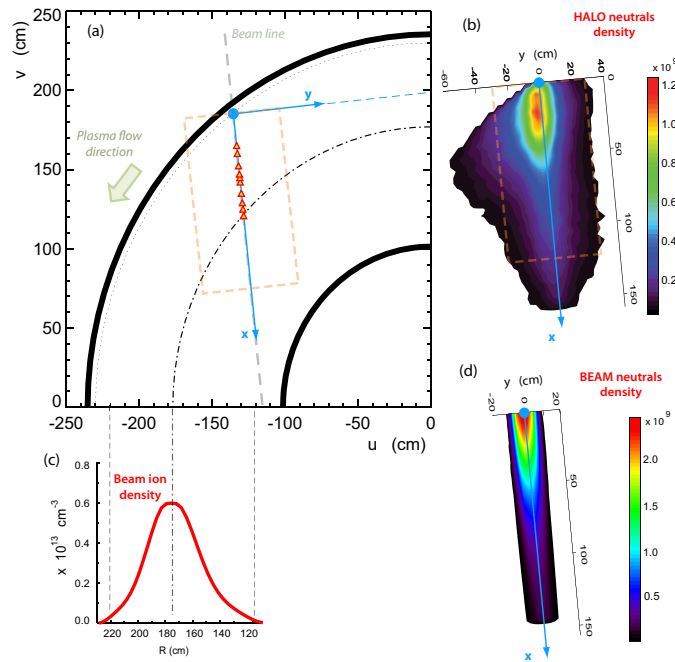 (a)
Beam line
v (cm)
250
200
150
100
50
0
y
Plasma flow
direction
x
-250
-200
-150
-100
-50
0
u (cm)
(b)
HALO neutrals
density
y (cm)
-60
-40
-20
0
20
40
0
50
100
150
x
x 10⁹
1.2
1.0
0.8
0.6
0.4
0.2
(c)
Beam ion
density
x 10¹³ cm⁻³
0.8
0.6
0.4
0.2
0.0
220
200
180
160
140
120
R (cm)
(d)
BEAM neutrals
density
y (cm)
-20
0
20
50
100
150
x
x 10⁹
2.0
1.5
1.0
0.5
0.0